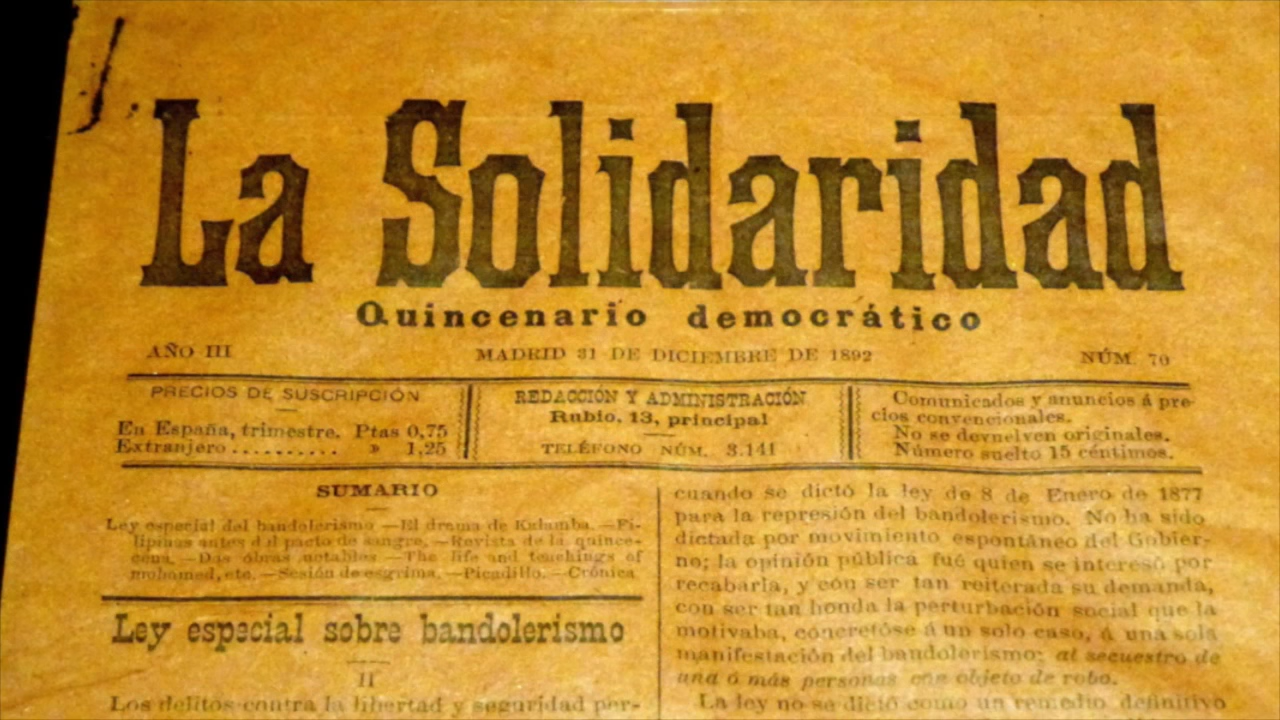 La Solidaridad
Quincenario democrático
AÑO III MADRID 31 DE DICIEMBRE DE 1892 NÚM. 70
PRECIOS DE SUSCRIPCIÓN
En España, trimestre. Ptas 0,75
Extranjero .......... » 1,25
REDACCIÓN Y ADMINISTRACIÓN
Rubio, 13, principal
TELÉFONO NÚM. 3.141
Comunicados y anuncios á pre-
cios convencionales.
No se devuelven originales.
Número suelto 15 céntimos.
SUMARIO
Ley especial del bandolerismo —El drama de Kalamba. —Fi-
lipinas antes del pacto de sangre. —Revista de la quince-
cena. —Dos obras notables —The life and teachings of
mohomed, etc. —Sesión de esgrima. —Picadillo. —Crónica
Ley especial sobre bandolerismo
II
Los delitos contra la libertad y seguridad per-
cuando se dictó la ley de 8 de Enero de 1877
para la represión del bandolerismo. No ha sido
dictada por movimiento espontáneo del Gobier-
no; la opinión pública fué quien se interesó por
recabarla, y con ser tan reiterada su demanda,
con ser tan honda la perturbación social que la
motivaba, concretóse á un solo caso, á una sola
manifestación del bandolerismo: al secuestro de
una ó más personas con objeto de robo.
La ley no se dictó como un remedio definitivo